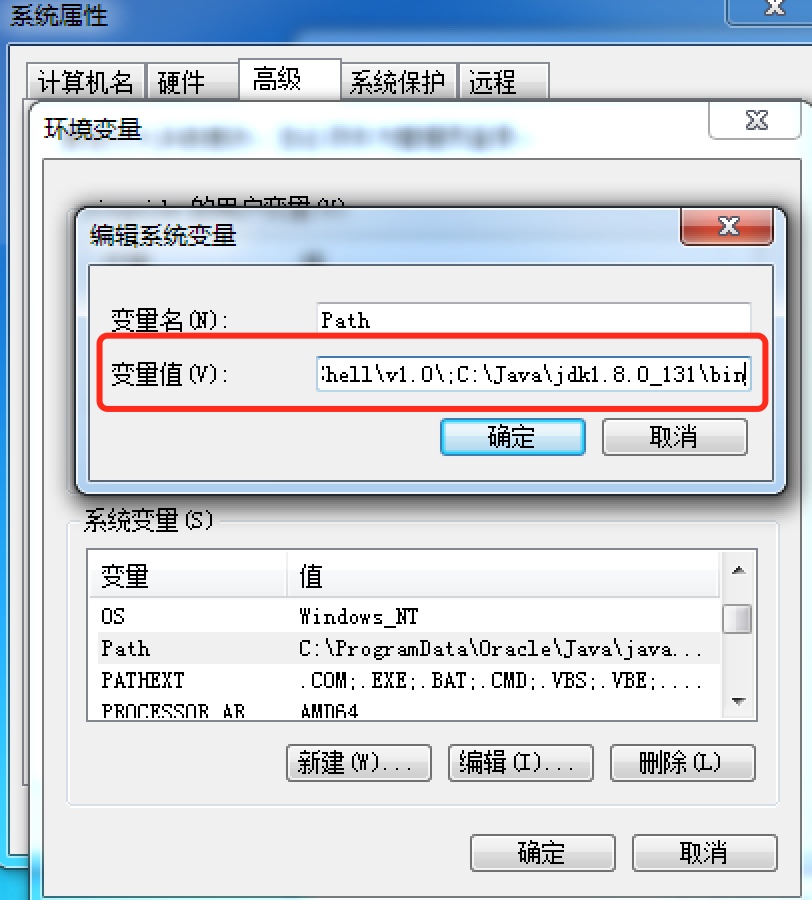 系统属性
计算机名 硬件 高级 系统保护 远程
环境变量
的用户变量(U)
编辑系统变量
变量名(N): Path
变量值(V): hell\v1.0\;C:\Java\jdk1.8.0_131\bin
确定 取消
系统变量(S)
变量 值
OS Windows_NT
Path C:\ProgramData\Oracle\Java\java...
PATHEXT .COM;.EXE;.BAT;.CMD;.VBS;.VBE;....
PROCESSOR_AR AMD64
新建(W)... 编辑(I)... 删除(L)
确定 取消